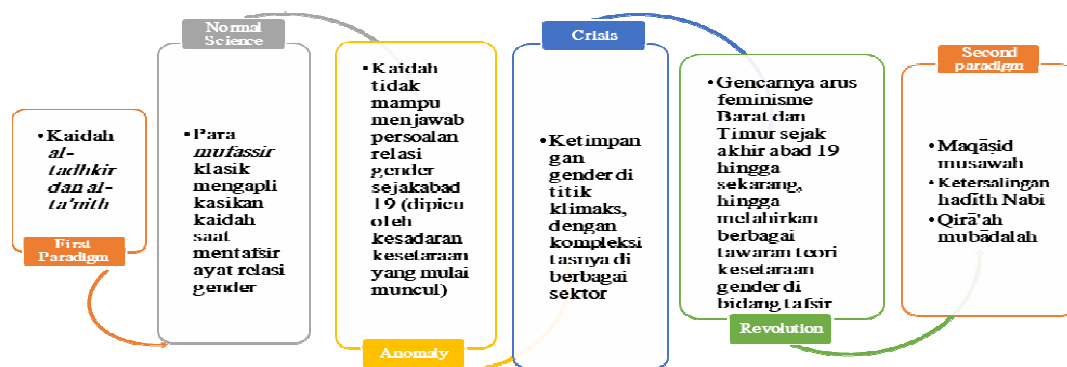 • Kaidah
al-
tadhkir
dan al-
ta'nith
First
Paradigm
Normal
Science
• Para
mufassir
klasik
mengapli
kasikan
kaidah
saat
mentafsir
ayat relasi
gender
• Kaidah
tidak
mampu
menjawab
persoalan
relasi
gender
sejakabad
19 (dipicu
oleh
kesadaran
kesetaraan
yang mulai
muncul)
Anomaly
Crisis
• Ketimpan
gan
gender di
titik
klimaks,
dengan
kompleksi
tasnya di
berbagai
sektor
• Gencarnya arus
feminisme
Barat dan
Timur sejak
akhir abad 19
hingga
sekarang,
hingga
melahirkan
berbagai
tawaran teori
kesetaraan
gender di
bidang tafsir
Revolution
Second
paradigm
• Maqāṣid
musawah
• Ketersalingan
hadīth Nabi
• Qirā'ah
mubādalah